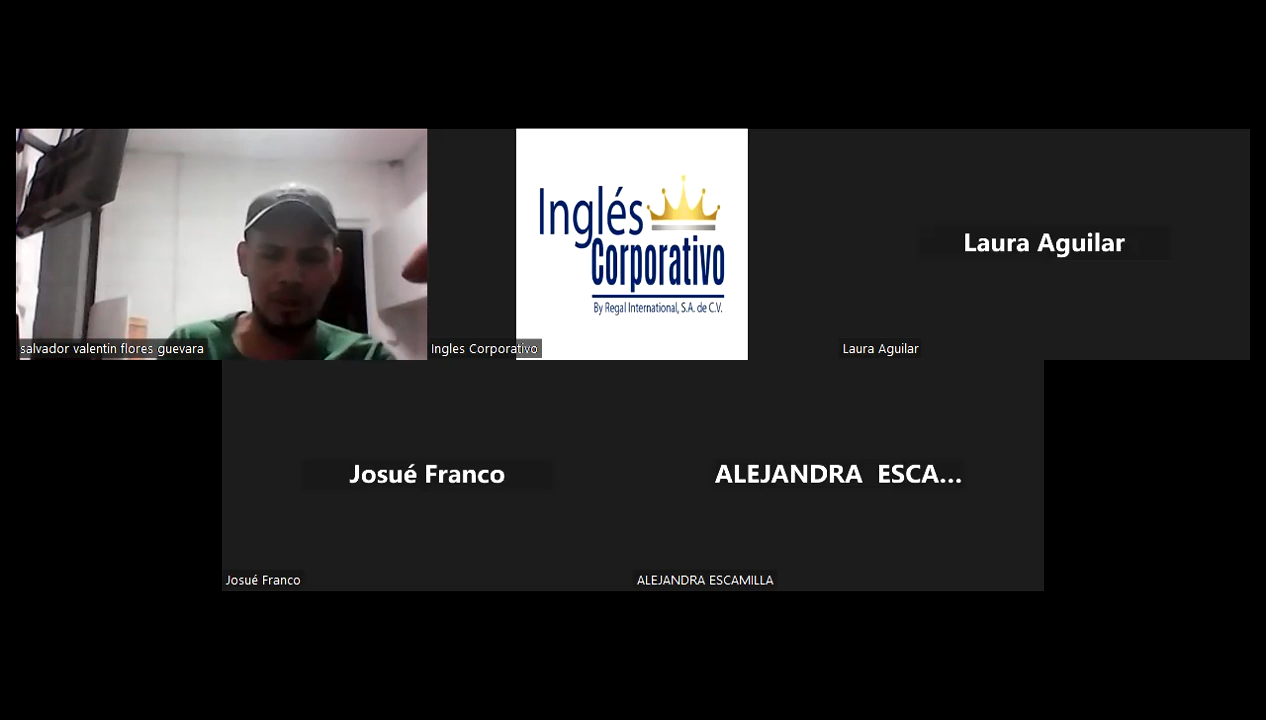 salvador valentin flores guevara
Inglés
Corporativo
By Regal International, S.A. de C.V.
Ingles Corporativo
Laura Aguilar
Laura Aguilar
Josué Franco
Josué Franco
ALEJANDRA ESCA...
ALEJANDRA ESCAMILLA